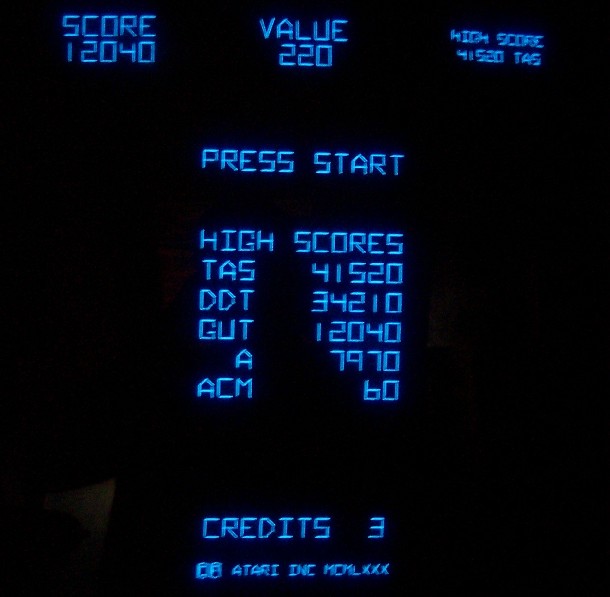 SCORE
12040
VALUE
220
HIGH SCORE
41520 TAS
PRESS START
HIGH SCORES
TAS 41520
DDT 34210
GUT 12040
A 7970
ACM 60
CREDITS 3
ATARI INC MCMLXXX